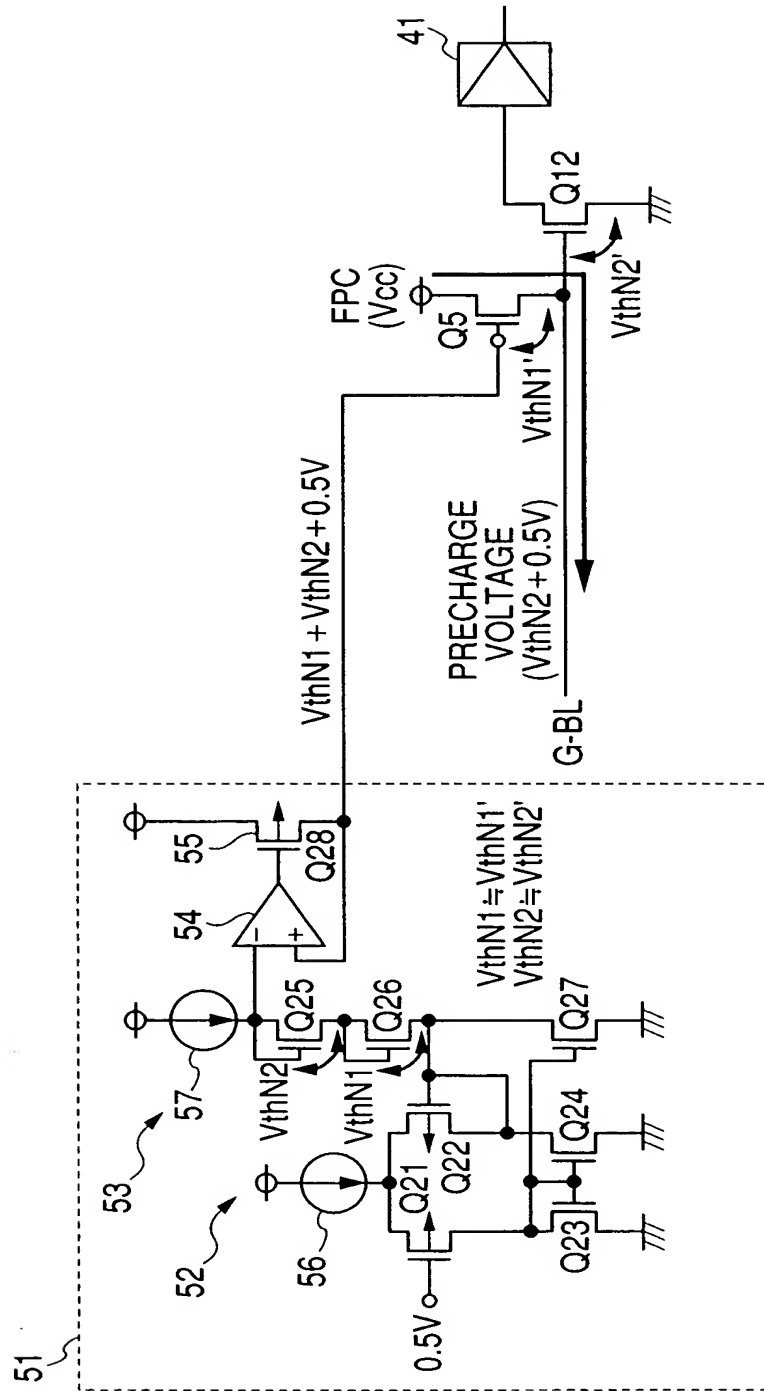 51
52
53
56
57
0.5V
Q21
Q22
Q23
Q24
Q25
Q26
Q27
VthN2
VthN1
54
55
-
+
Q28
VthN1≒VthN1'
VthN2≒VthN2'
VthN1+VthN2+0.5V
G-BL
PRECHARGE
VOLTAGE
(VthN2+0.5V)
FPC
(Vcc)
Q5
VthN1'
Q12
VthN2'
41